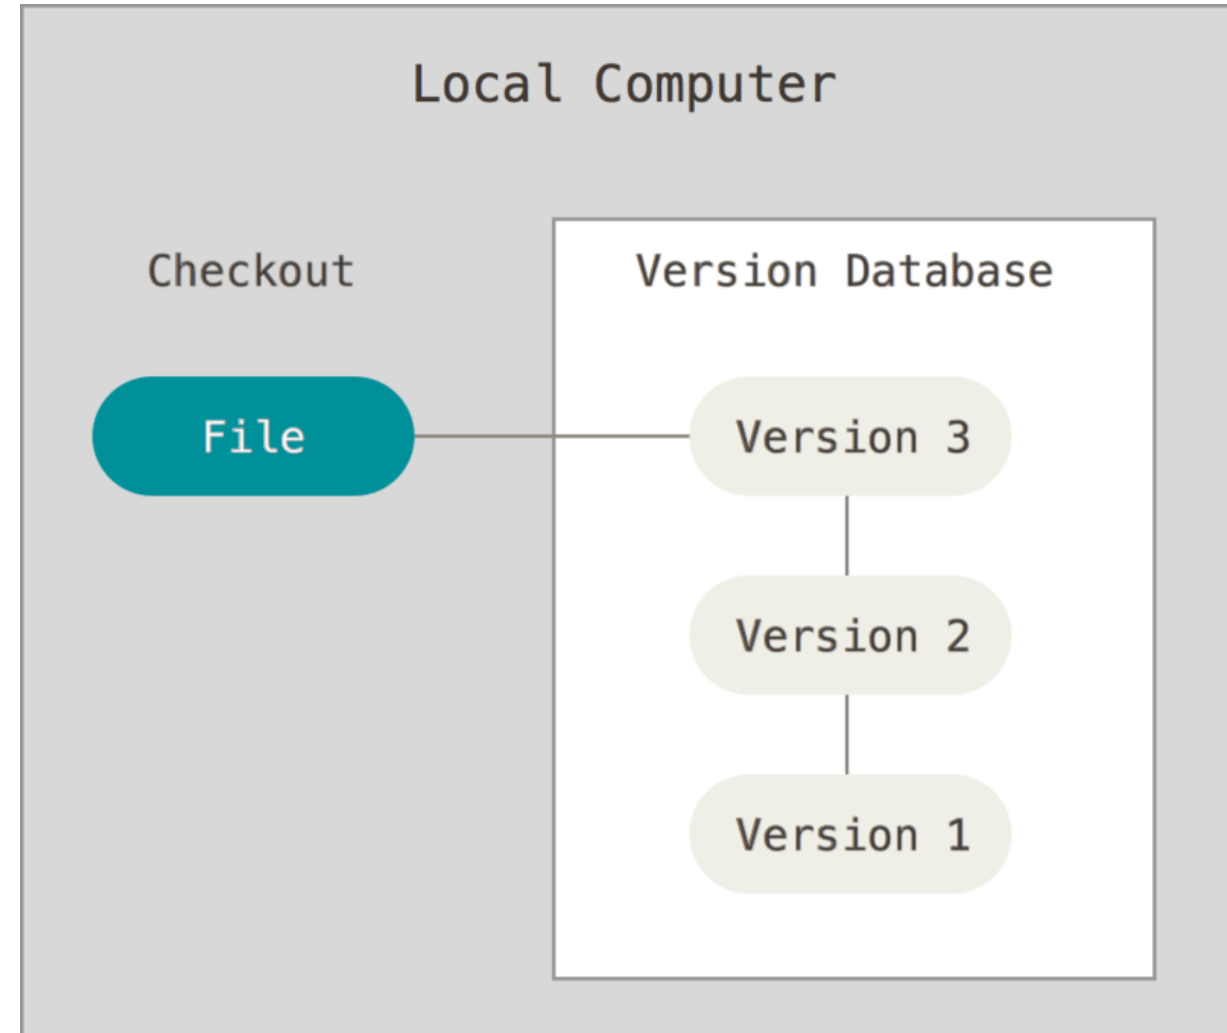 Local Computer
Checkout
Version Database
File
Version 3
Version 2
Version 1